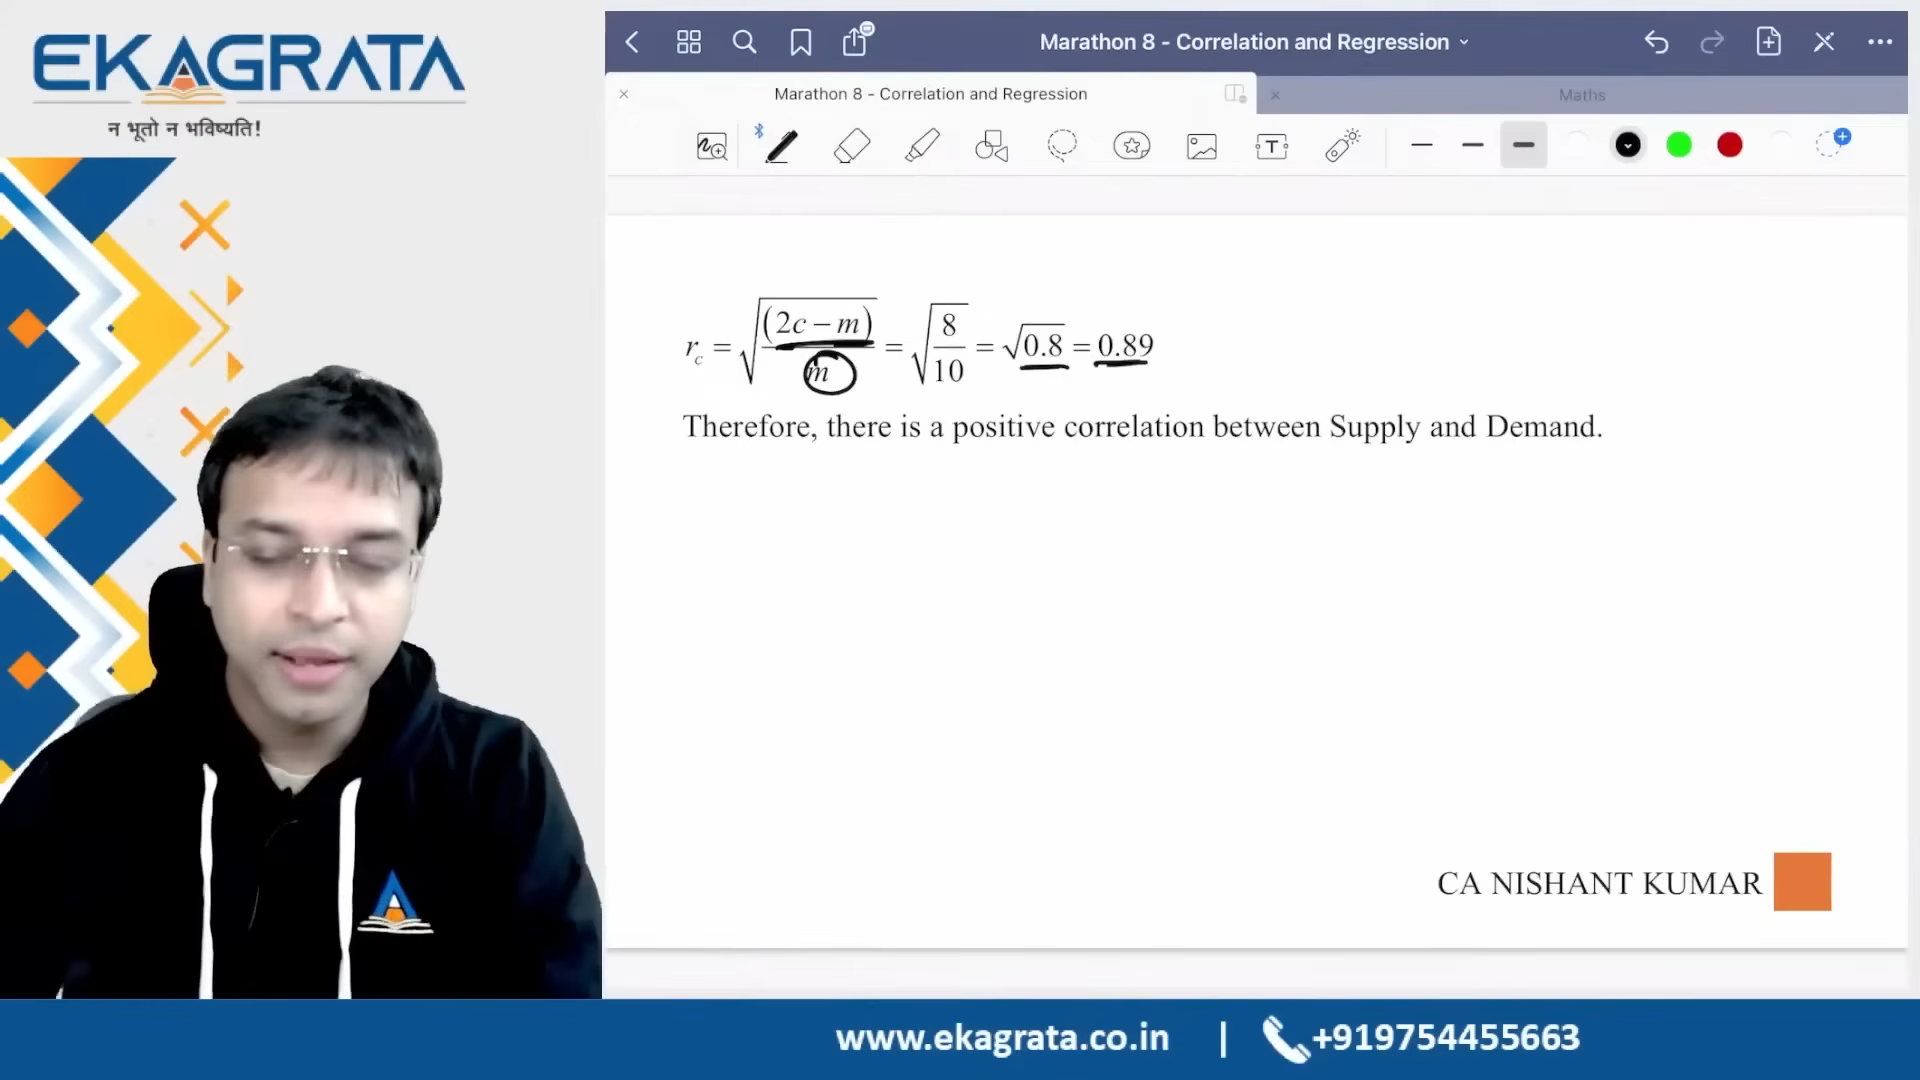 EKAGRATA
न भूतो न भविष्यति!
Marathon 8 - Correlation and Regression
Marathon 8 - Correlation and Regression
Maths
r_c = √((2c − m)/m) = √(8/10) = √0.8 = 0.89
Therefore, there is a positive correlation between Supply and Demand.
CA NISHANT KUMAR
www.ekagrata.co.in | +919754455663